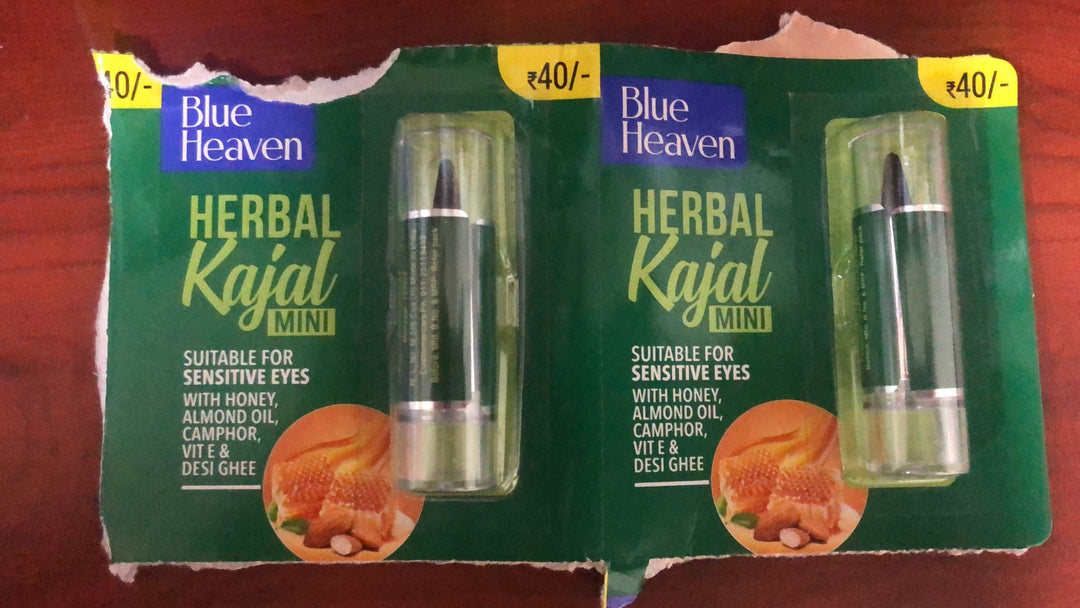 40/-
Blue
Heaven
HERBAL
Kajal
MINI
SUITABLE FOR
SENSITIVE EYES
WITH HONEY,
ALMOND OIL,
CAMPHOR,
VIT E &
DESI GHEE
₹40/-
Blue
Heaven
HERBAL
Kajal
MINI
SUITABLE FOR
SENSITIVE EYES
WITH HONEY,
ALMOND OIL,
CAMPHOR,
VIT E &
DESI GHEE
₹40/-